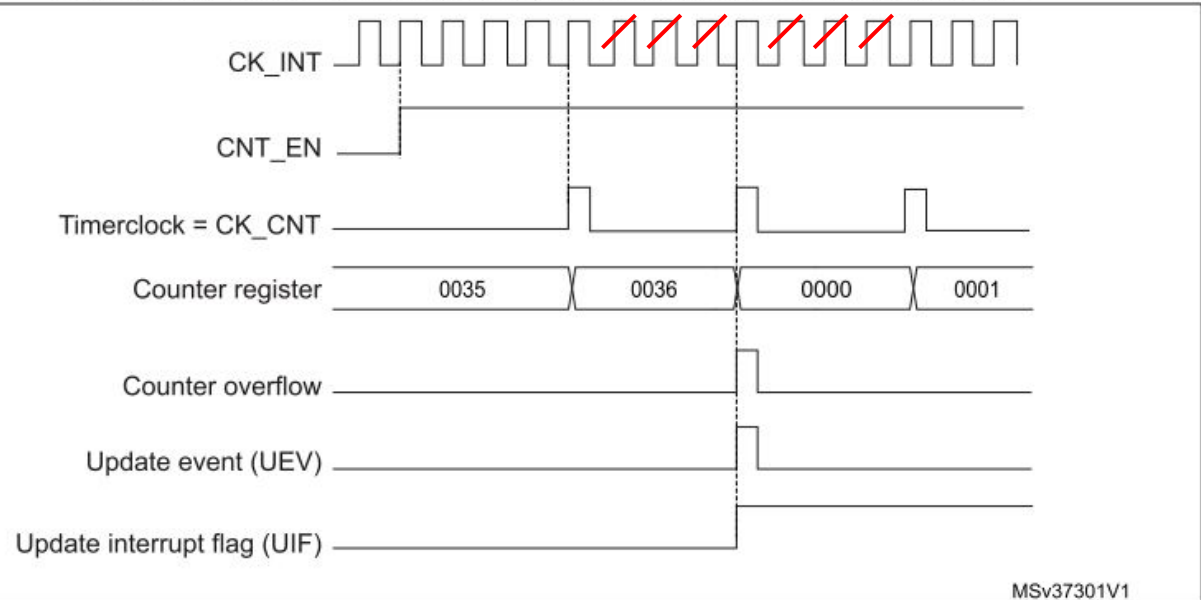 CK_INT
CNT_EN
Timerclock = CK_CNT
Counter register
0035 0036 0000 0001
Counter overflow
Update event (UEV)
Update interrupt flag (UIF)
MSv37301V1